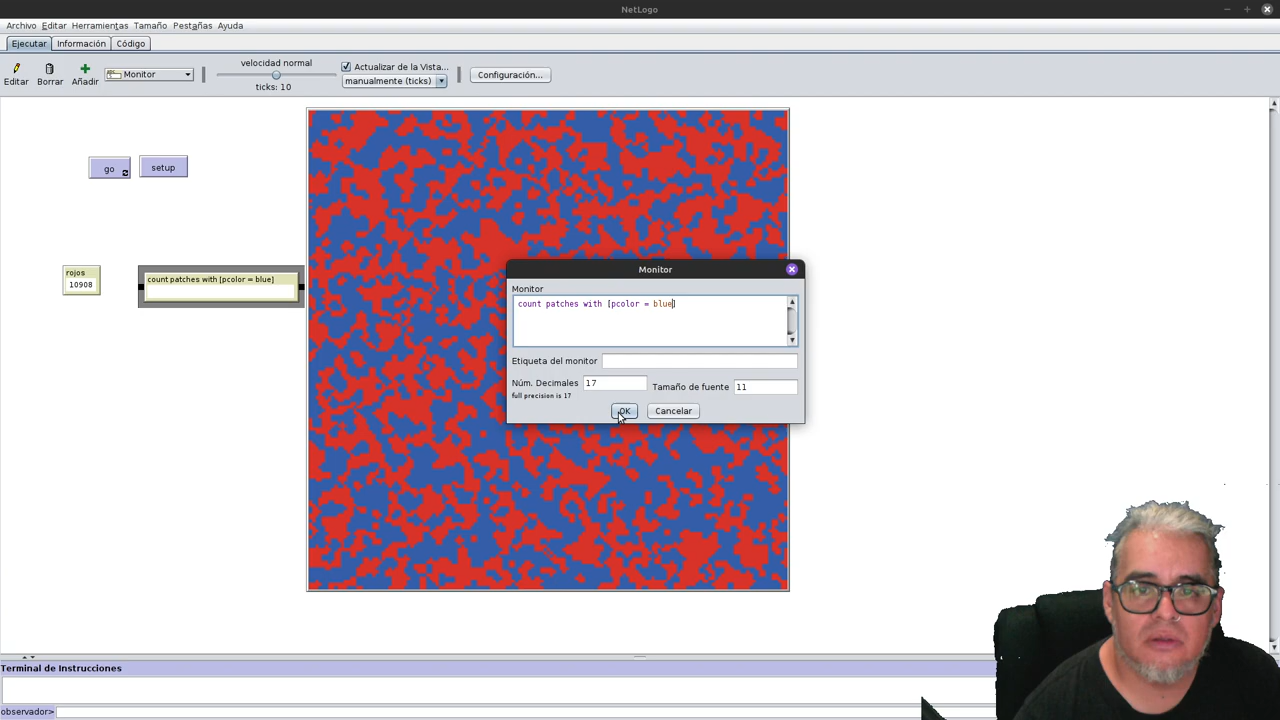 NetLogo
Archivo Editar Herramientas Tamaño Pestañas Ayuda
Ejecutar Información Código
Editar Borrar Añadir Monitor
velocidad normal
ticks: 10
Actualizar de la Vista...
manualmente (ticks)
Configuración...
go setup
rojos
10908
count patches with [pcolor = blue]
Monitor
Monitor
count patches with [pcolor = blue]
Etiqueta del monitor
Núm. Decimales 17
full precision is 17
Tamaño de fuente 11
OK Cancelar
Terminal de Instrucciones
observador>